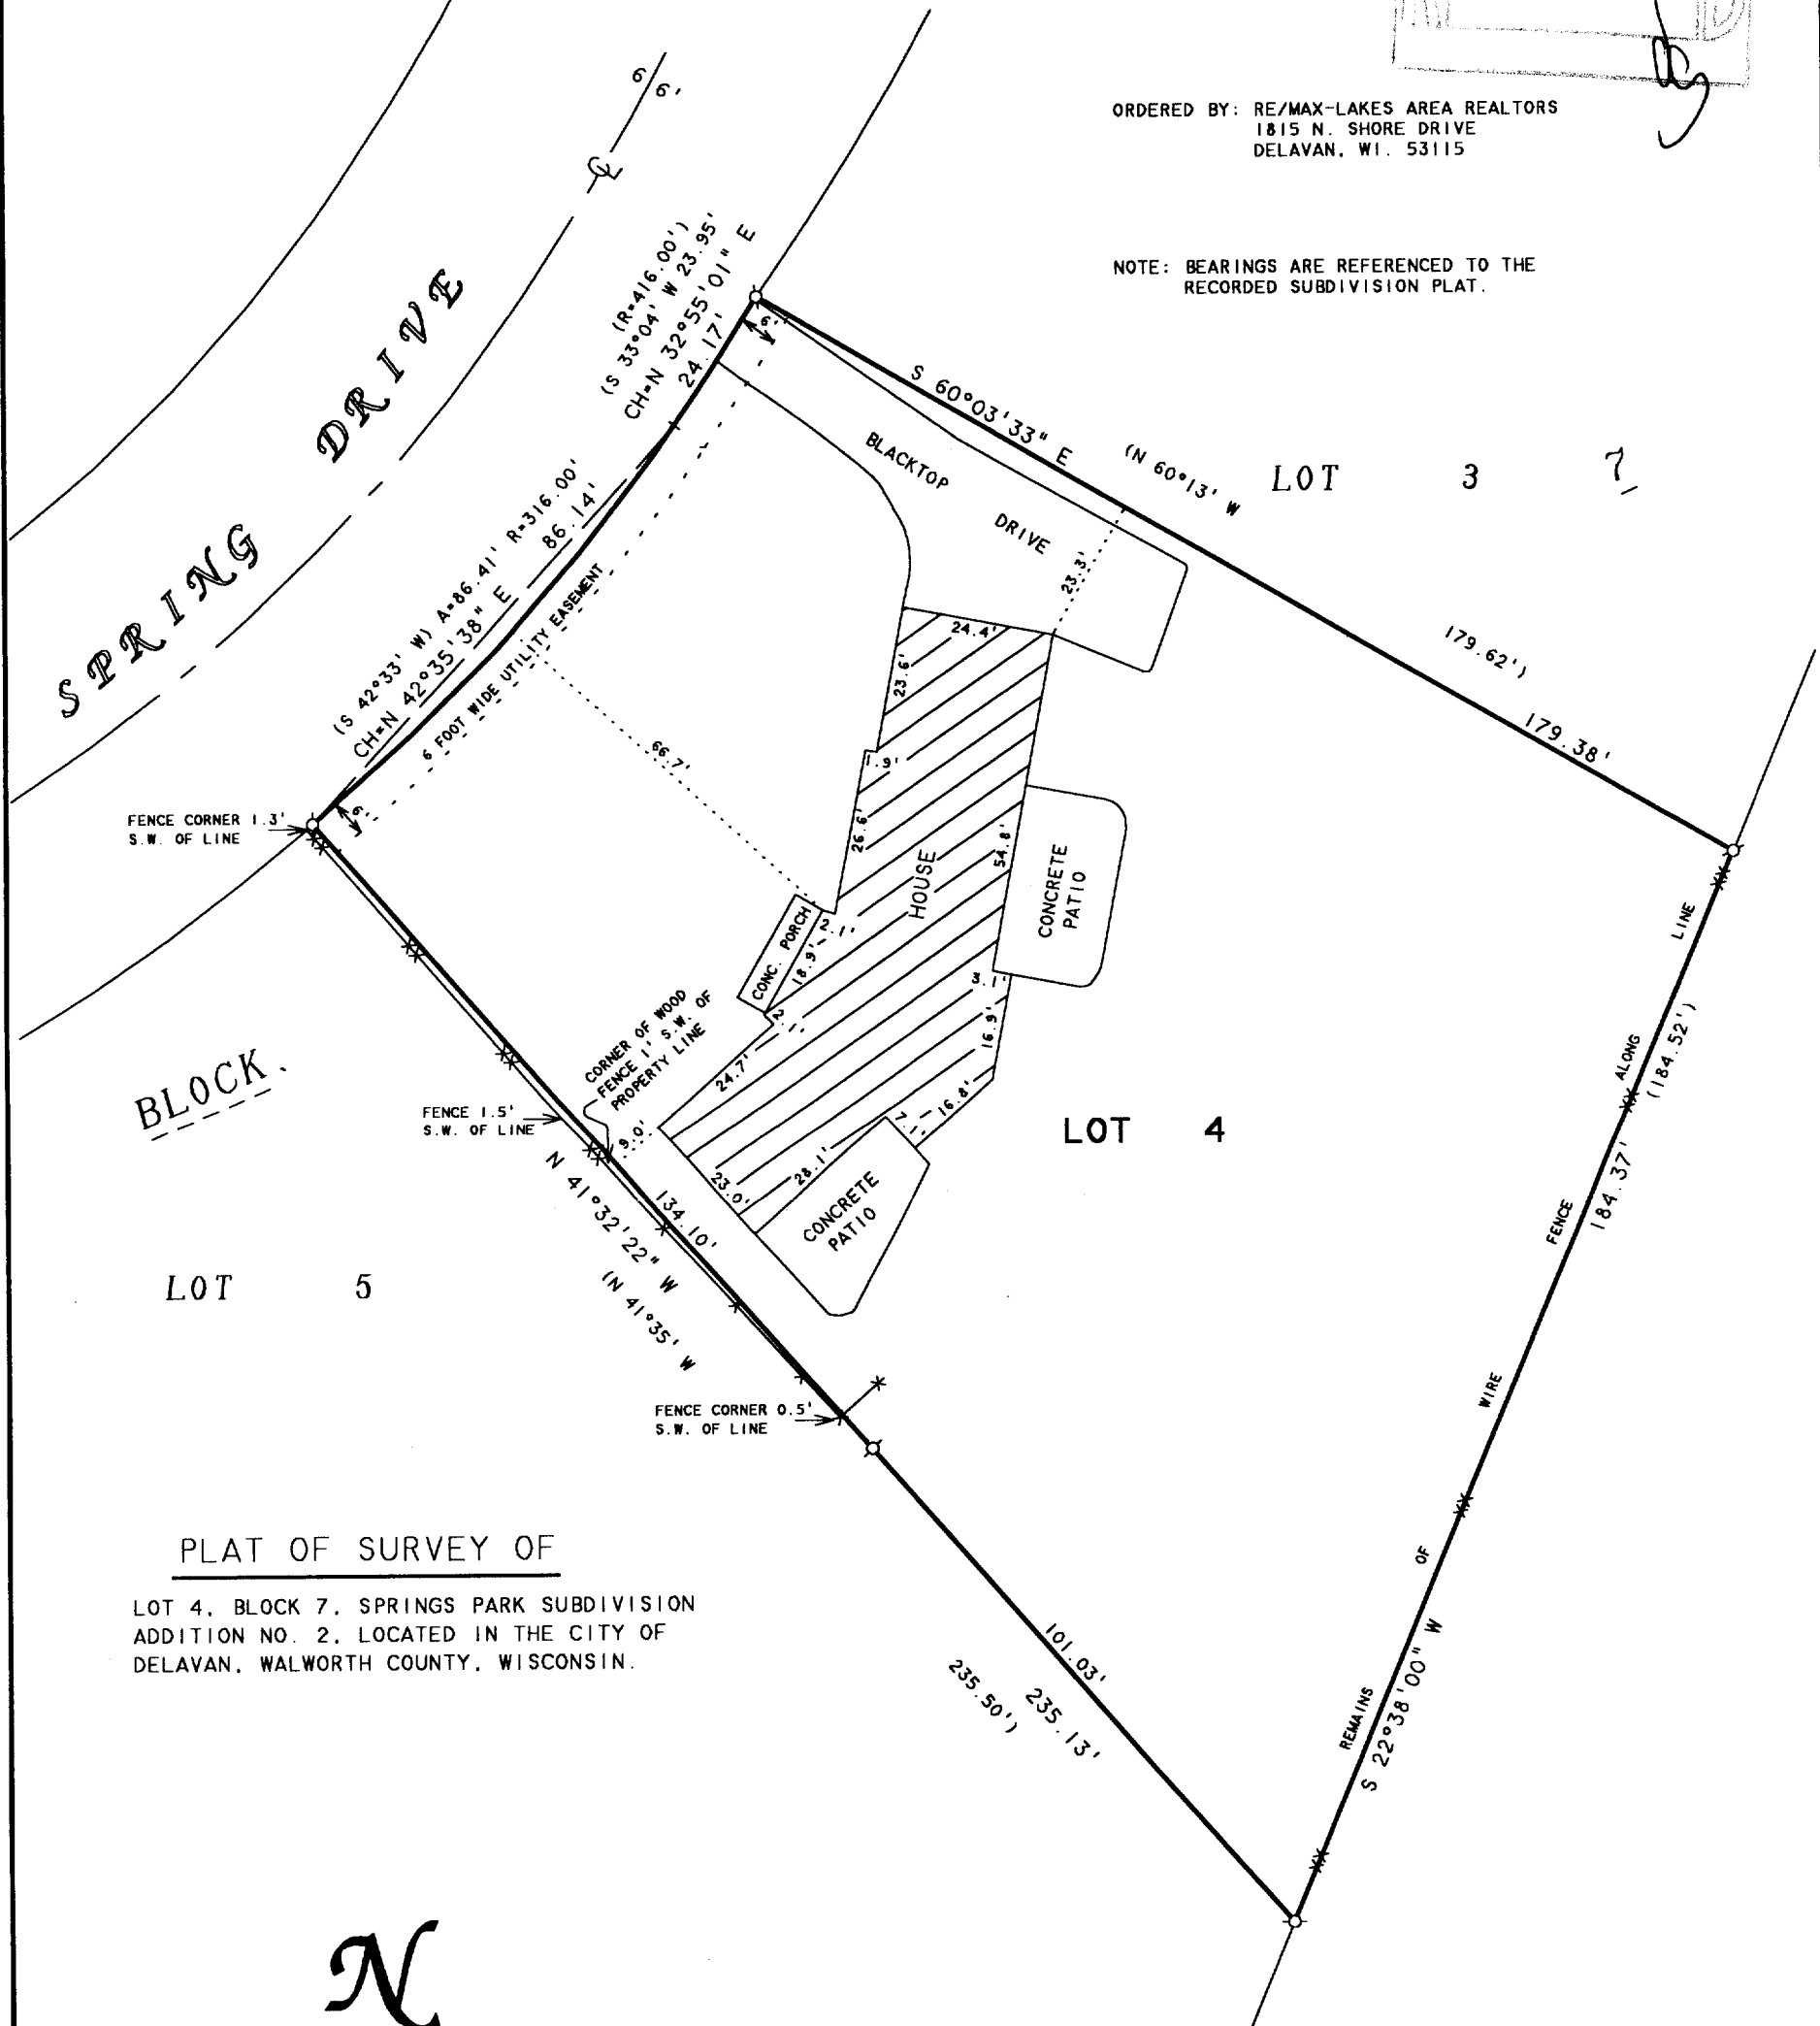 66'
℄
ORDERED BY: RE/MAX-LAKES AREA REALTORS
1815 N. SHORE DRIVE
DELAVAN, WI. 53115
NOTE: BEARINGS ARE REFERENCED TO THE
RECORDED SUBDIVISION PLAT.
SPRING DRIVE
(R=416.00')
(S 33°04' W 23.95'
CH=N 32°55'01" E
24.17'
6'
S 60°03'33" E
(N 60°13' W
179.62')
179.38'
LOT 3
7
BLACKTOP
DRIVE
23.3'
(S 42°33' W) A=86.41' R=316.00'
CH=N 42°35'38" E
86.14'
6 FOOT WIDE UTILITY EASEMENT
6'
66.7'
24.4'
23.6'
1.9'
26.6'
HOUSE
54.8'
CONCRETE
PATIO
CONC. PORCH
2.1'
18.9'
2.1'
3.1'
16.9'
24.7'
16.8'
7.1'
28.1'
23.0'
9.0'
CONCRETE
PATIO
FENCE CORNER 1.3'
S.W. OF LINE
CORNER OF WOOD
FENCE 1' S.W. OF
PROPERTY LINE
FENCE 1.5'
S.W. OF LINE
BLOCK.
LOT 4
LOT 5
N 41°32'22" W
134.10'
(N 41°35' W
FENCE CORNER 0.5'
S.W. OF LINE
101.03'
235.50')
235.13'
REMAINS OF WIRE FENCE ALONG LINE
S 22°38'00" W
184.37'
(184.52')
PLAT OF SURVEY OF
LOT 4, BLOCK 7, SPRINGS PARK SUBDIVISION
ADDITION NO. 2, LOCATED IN THE CITY OF
DELAVAN, WALWORTH COUNTY, WISCONSIN.
N